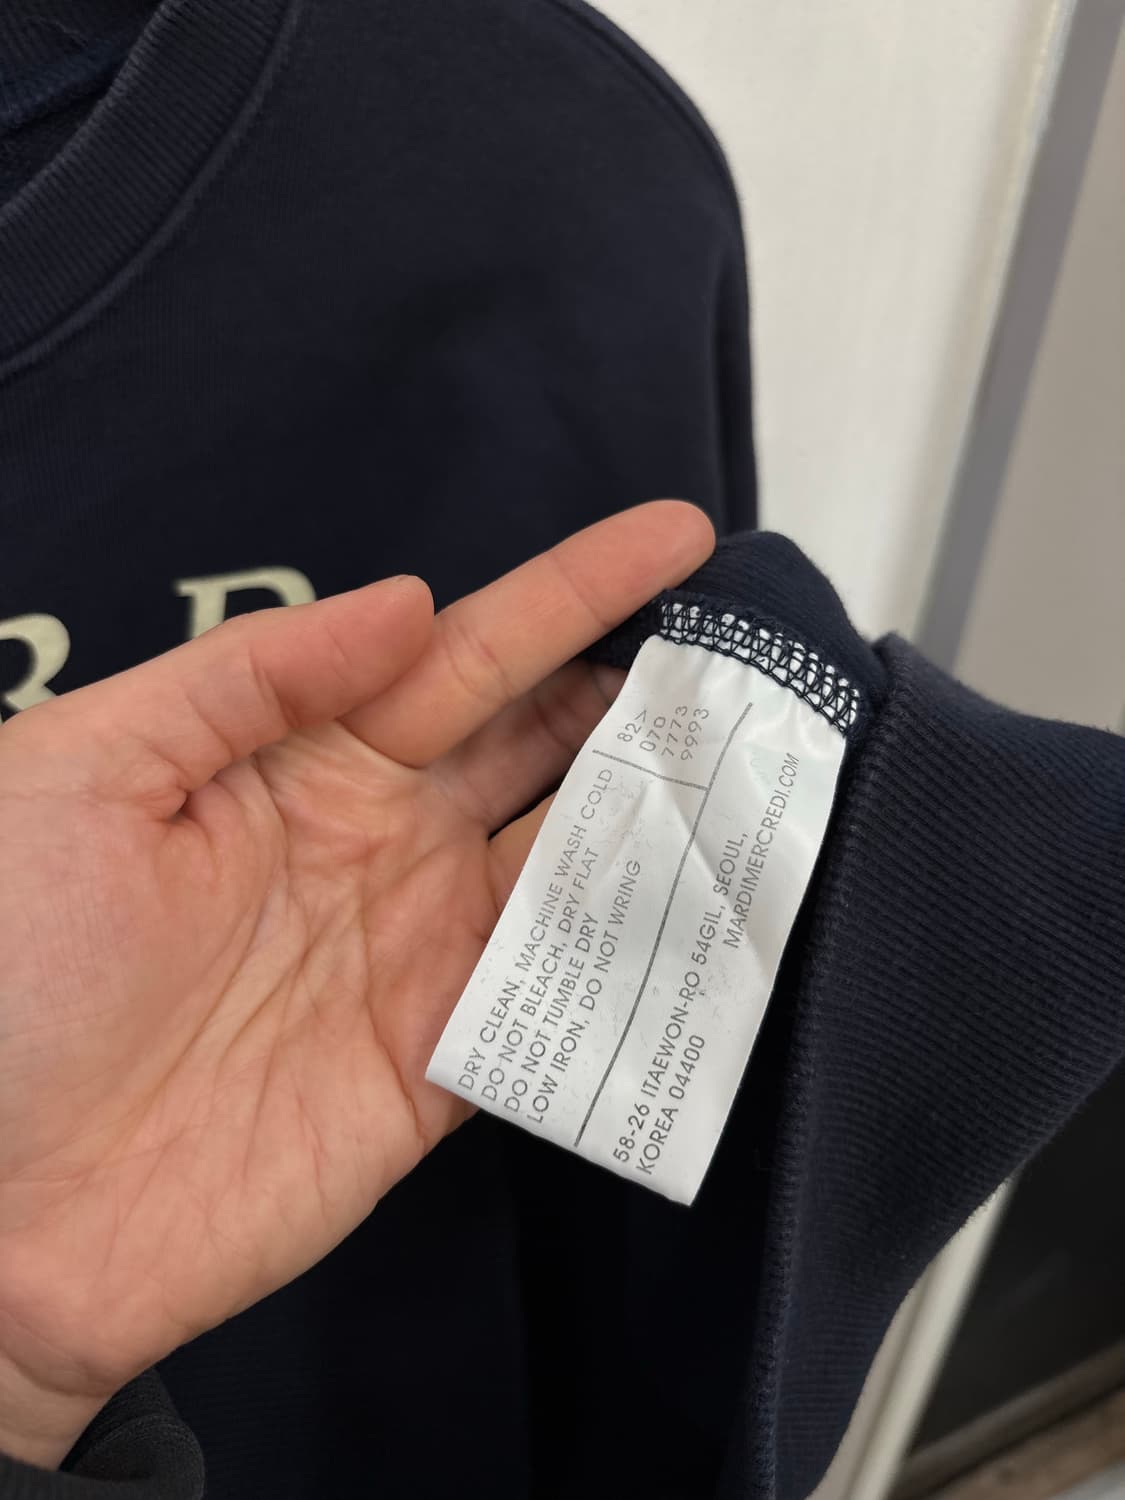 R D
82>
070
7773
9993
DRY CLEAN, MACHINE WASH COLD
DO NOT BLEACH, DRY FLAT
DO NOT TUMBLE DRY
LOW IRON, DO NOT WRING
58-26 ITAEWON-RO 54GIL, SEOUL,
KOREA 04400
MARDIMERCREDI.COM